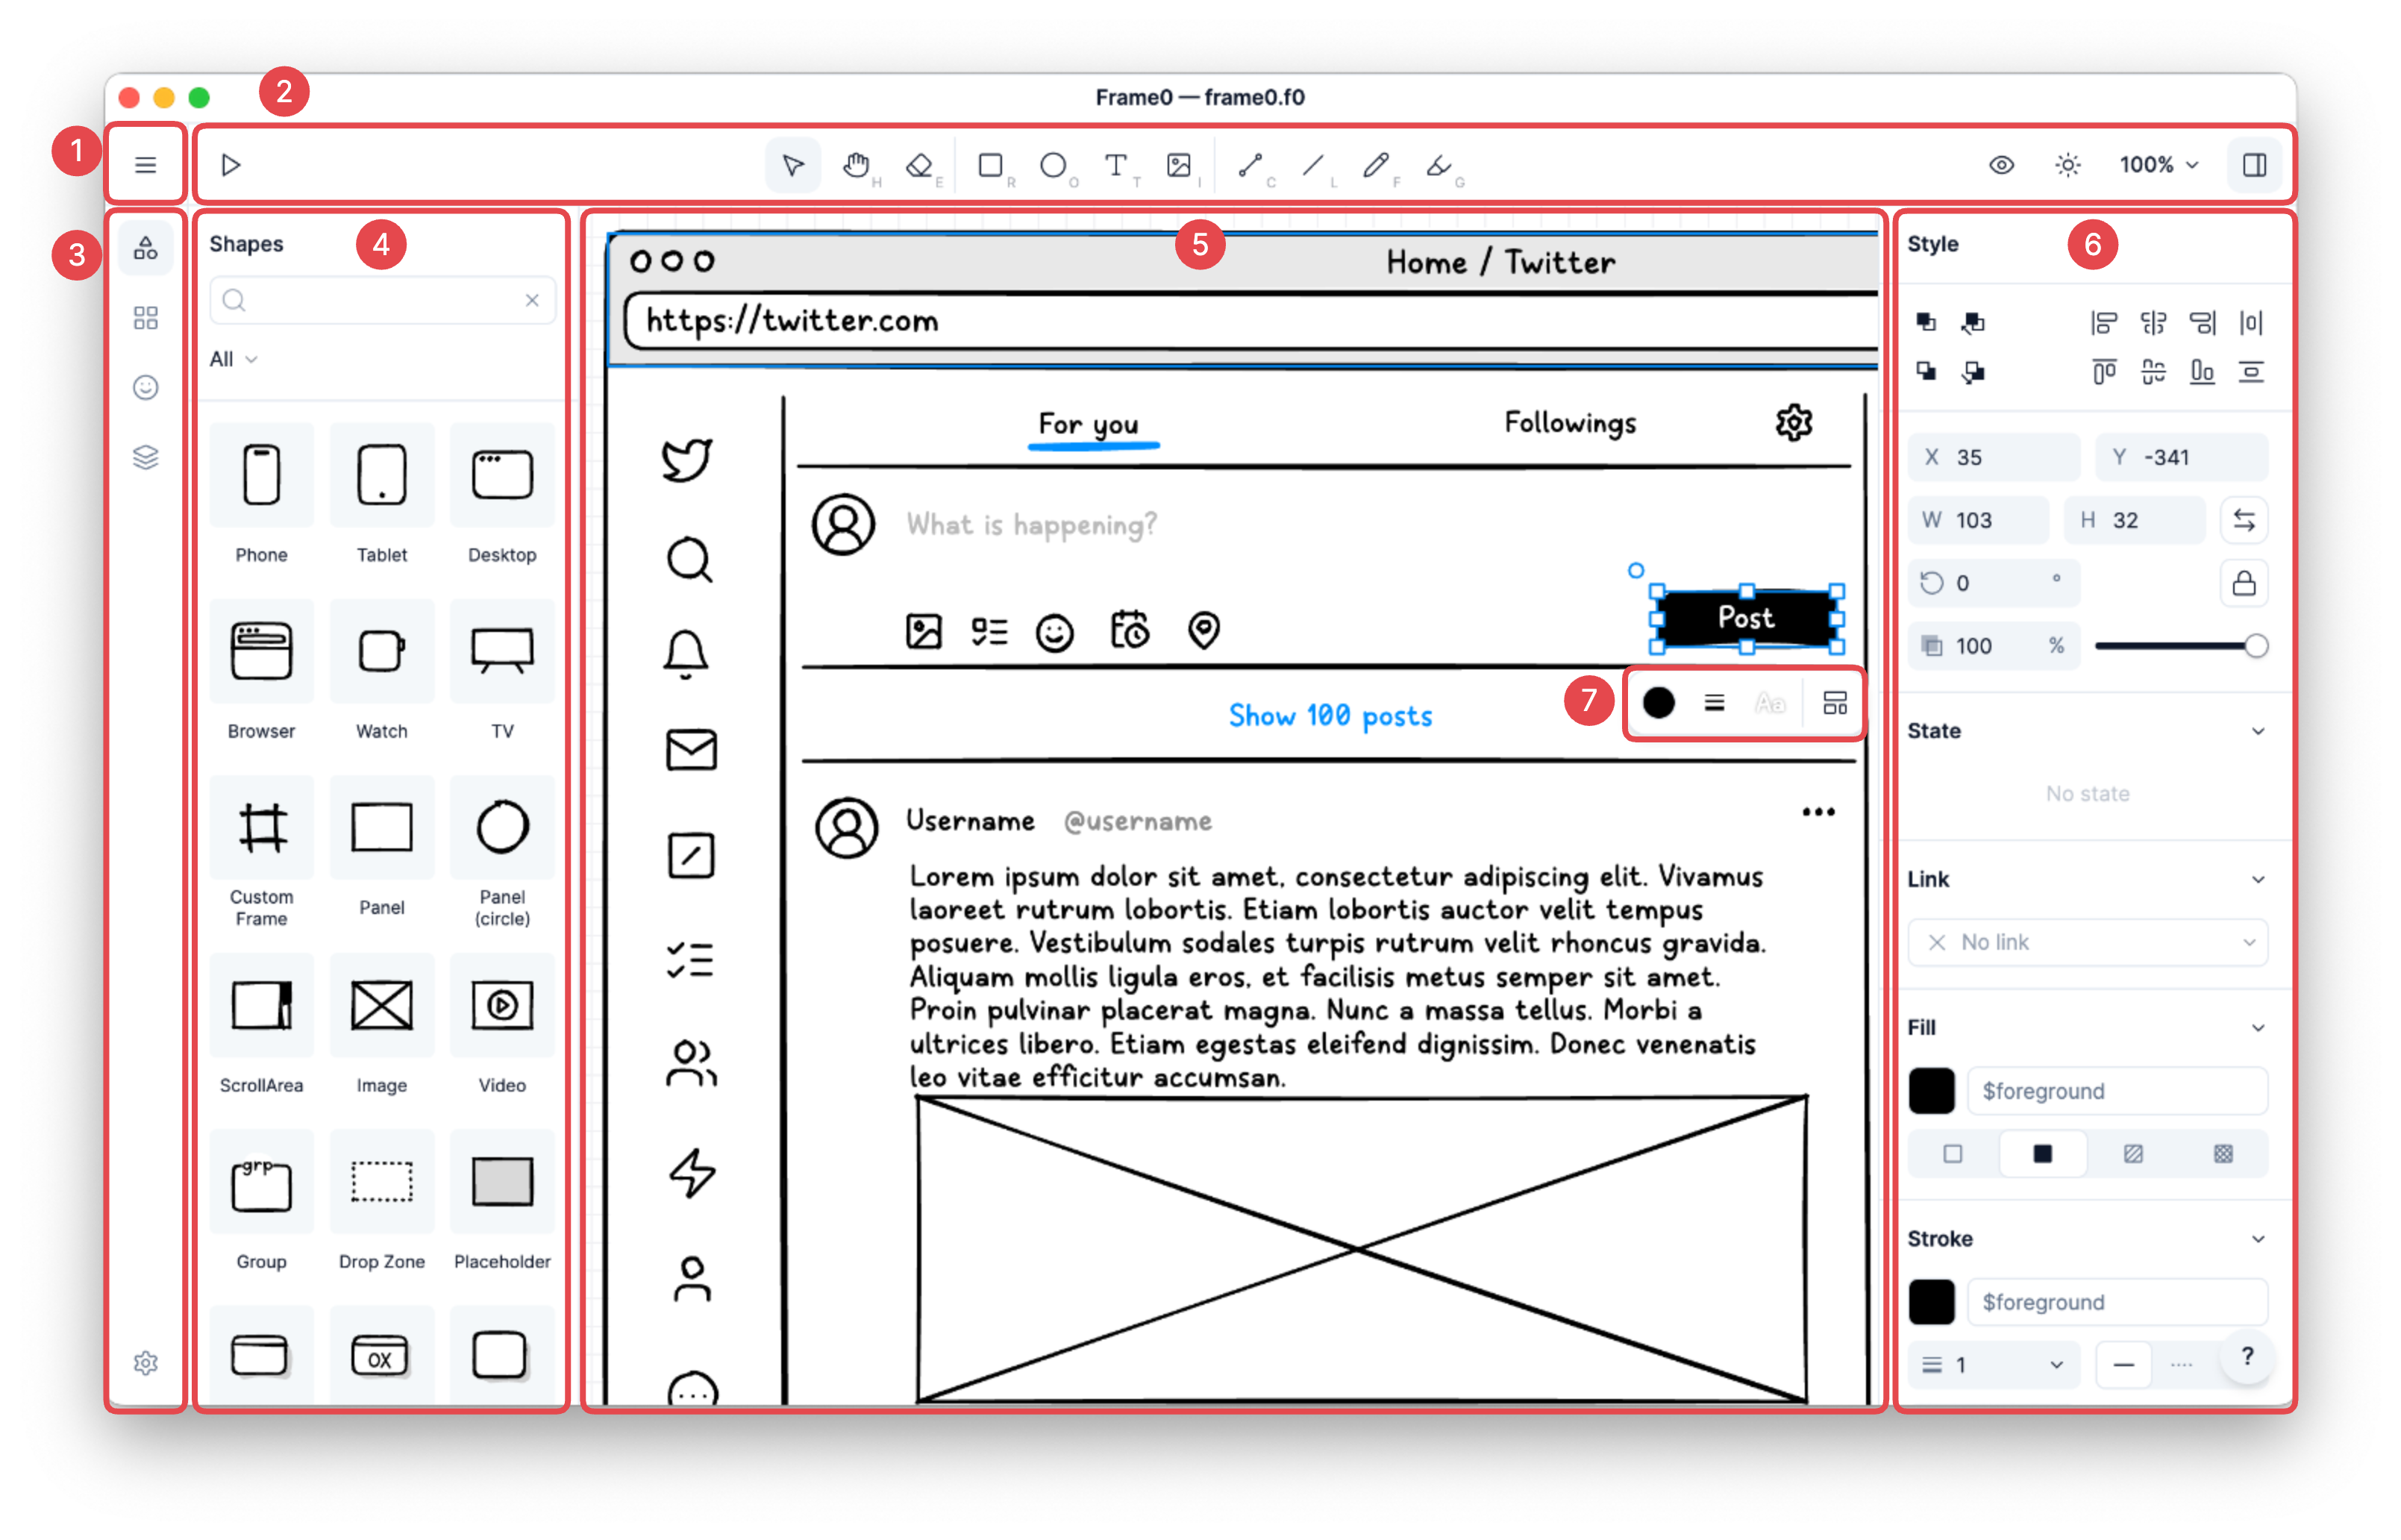 2
Frame0 — frame0.f0
1
H
E
R
O
T
I
C
L
F
G
100%
3
Shapes
4
All
Phone
Tablet
Desktop
Browser
Watch
TV
Custom
Frame
Panel
Panel
(circle)
ScrollArea
Image
Video
grp
Group
Drop Zone
Placeholder
OX
5
Home / Twitter
https://twitter.com
For you
Followings
What is happening?
Post
Show 100 posts
7
Aa
Username @username
Lorem ipsum dolor sit amet, consectetur adipiscing elit. Vivamus
laoreet rutrum lobortis. Etiam lobortis auctor velit tempus
posuere. Vestibulum sodales turpis rutrum velit rhoncus gravida.
Aliquam mollis ligula eros, et facilisis metus semper sit amet.
Proin pulvinar placerat magna. Nunc a massa tellus. Morbi a
ultrices libero. Etiam egestas eleifend dignissim. Donec venenatis
leo vitae efficitur accumsan.
Style
6
X 35
Y -341
W 103
H 32
0 °
100 %
State
No state
Link
No link
Fill
$foreground
Stroke
$foreground
1
?